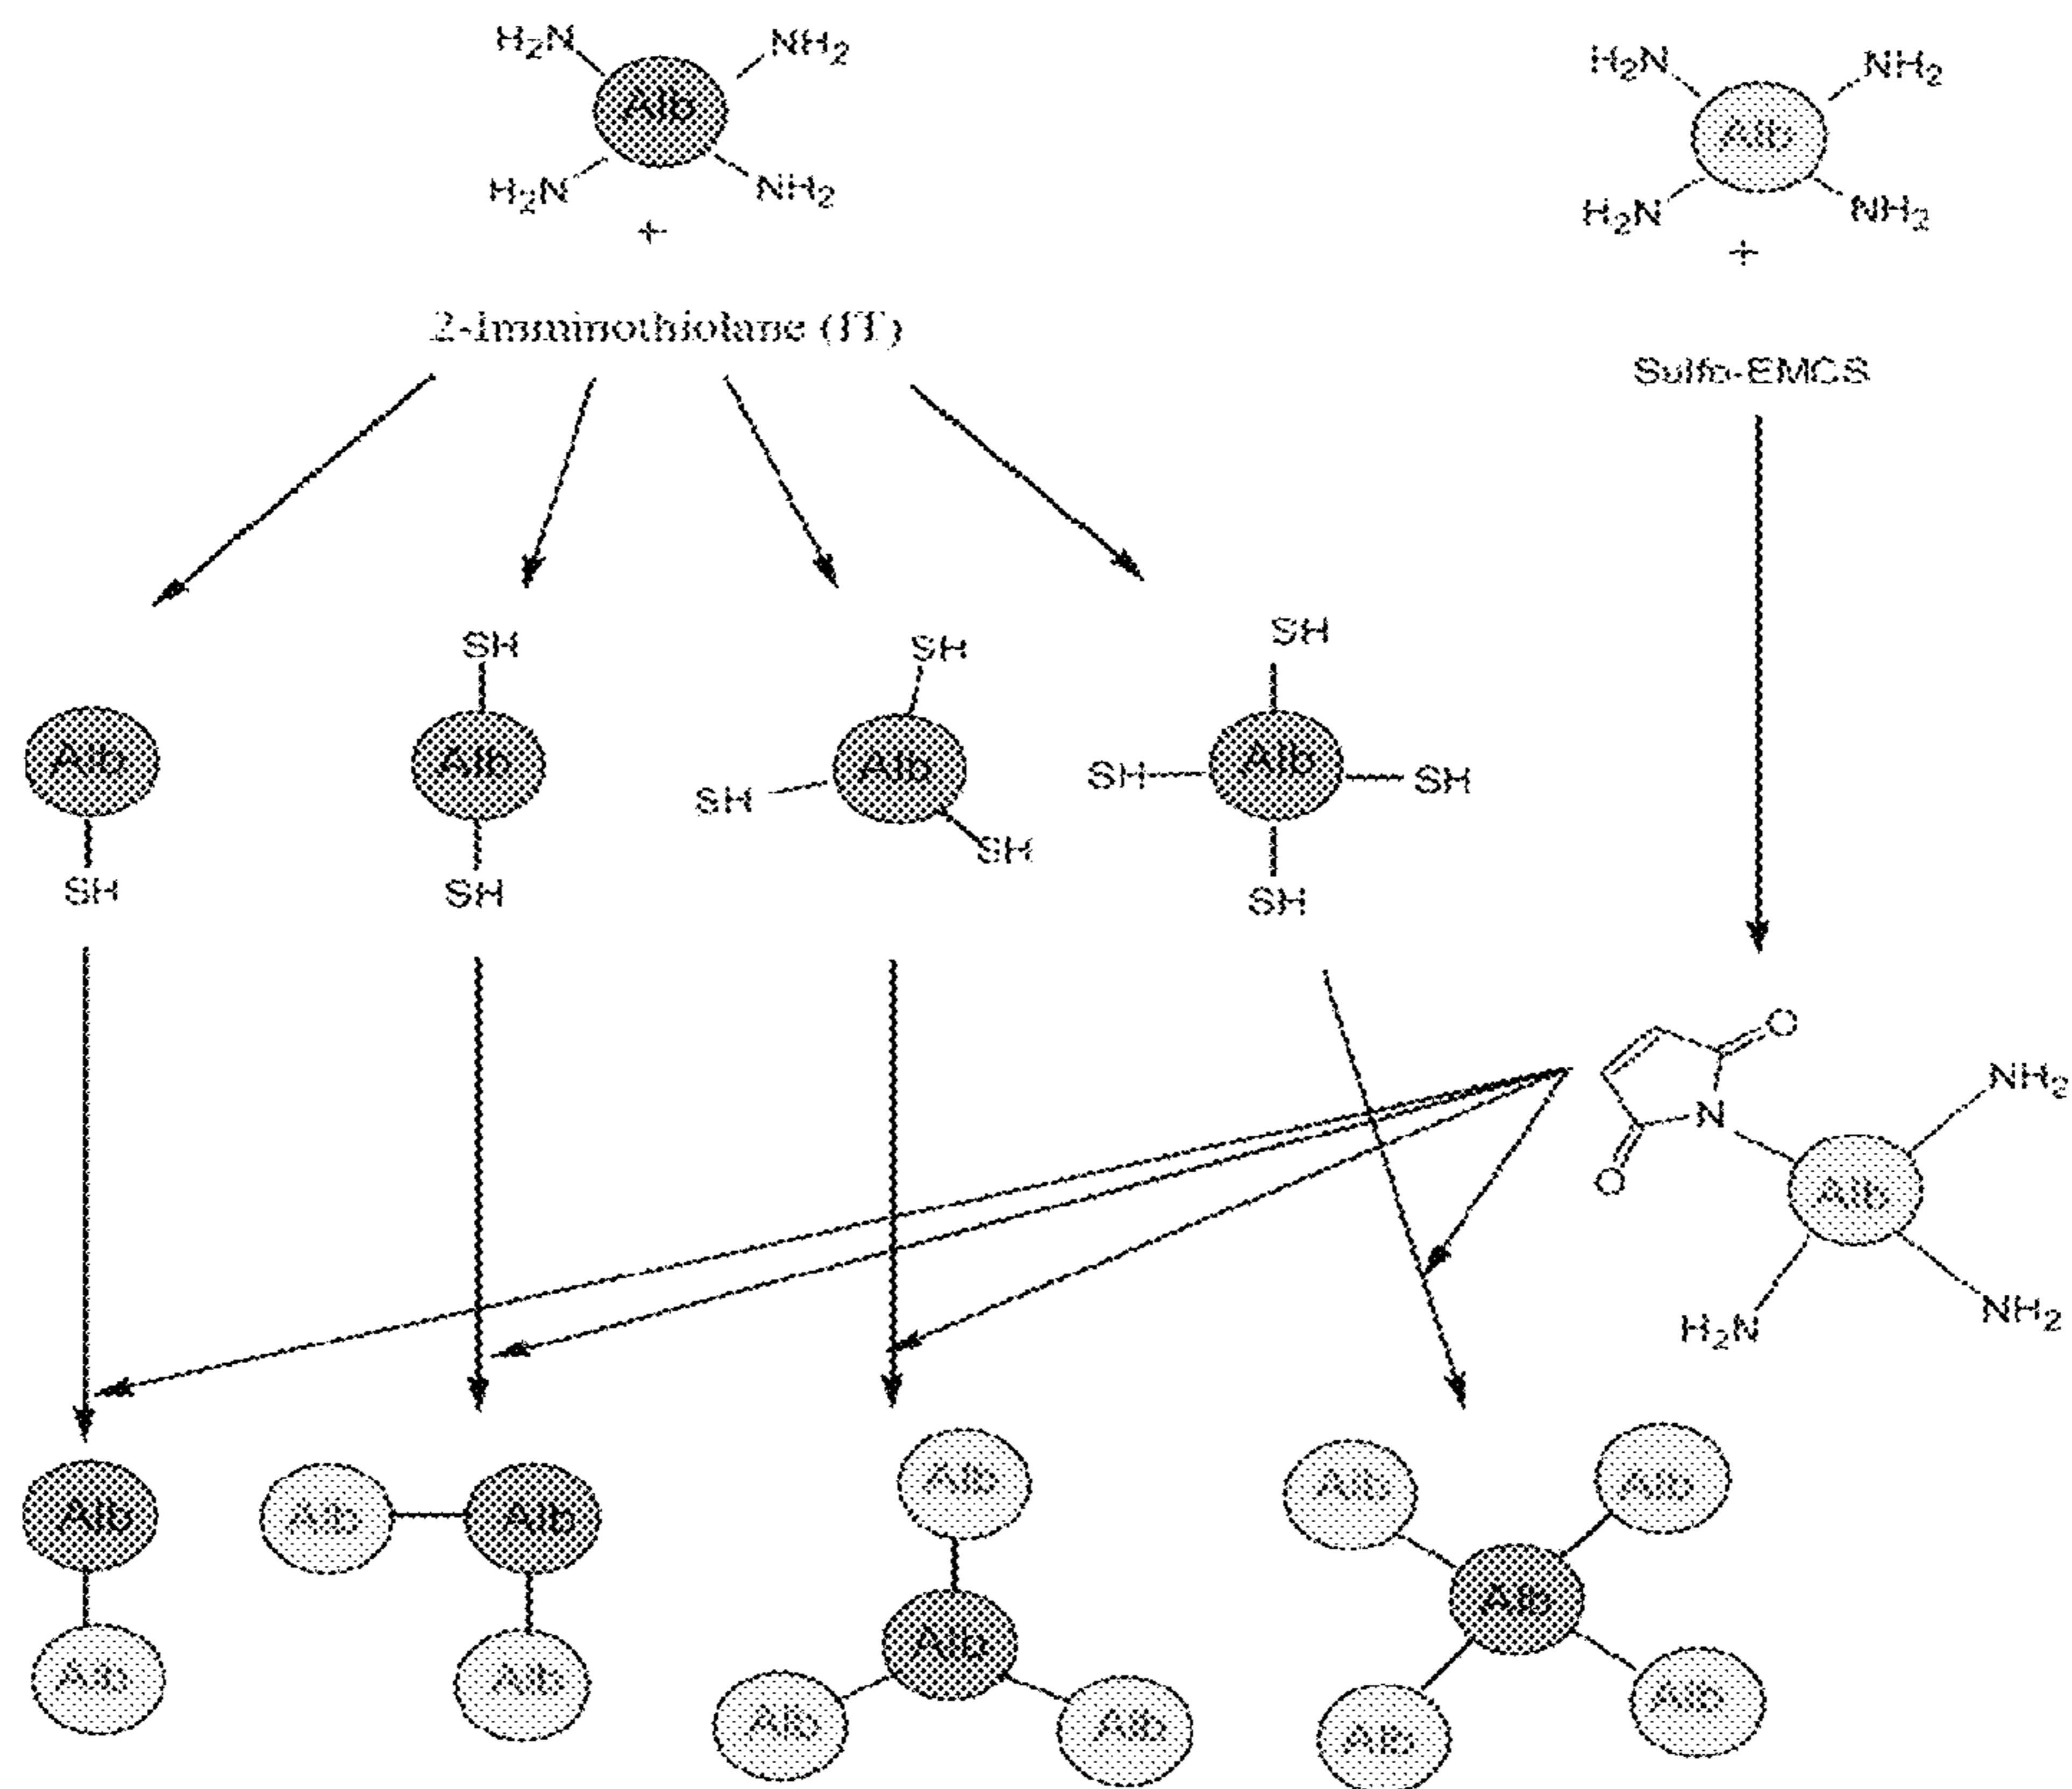 H₂N NH₂
Alb
H₂N NH₂
+
2-Imminothiolane (IT)
H₂N NH₂
Alb
H₂N NH₂
+
Sulfo-EMCS
SH SH SH
Alb Alb Alb SH Alb SH
SH SH
SH SH SH
O
NH₂
N
O
Alb
H₂N NH₂
Alb Alb Alb
Alb Alb Alb
Alb Alb
Alb Alb
Alb Alb Alb
Alb